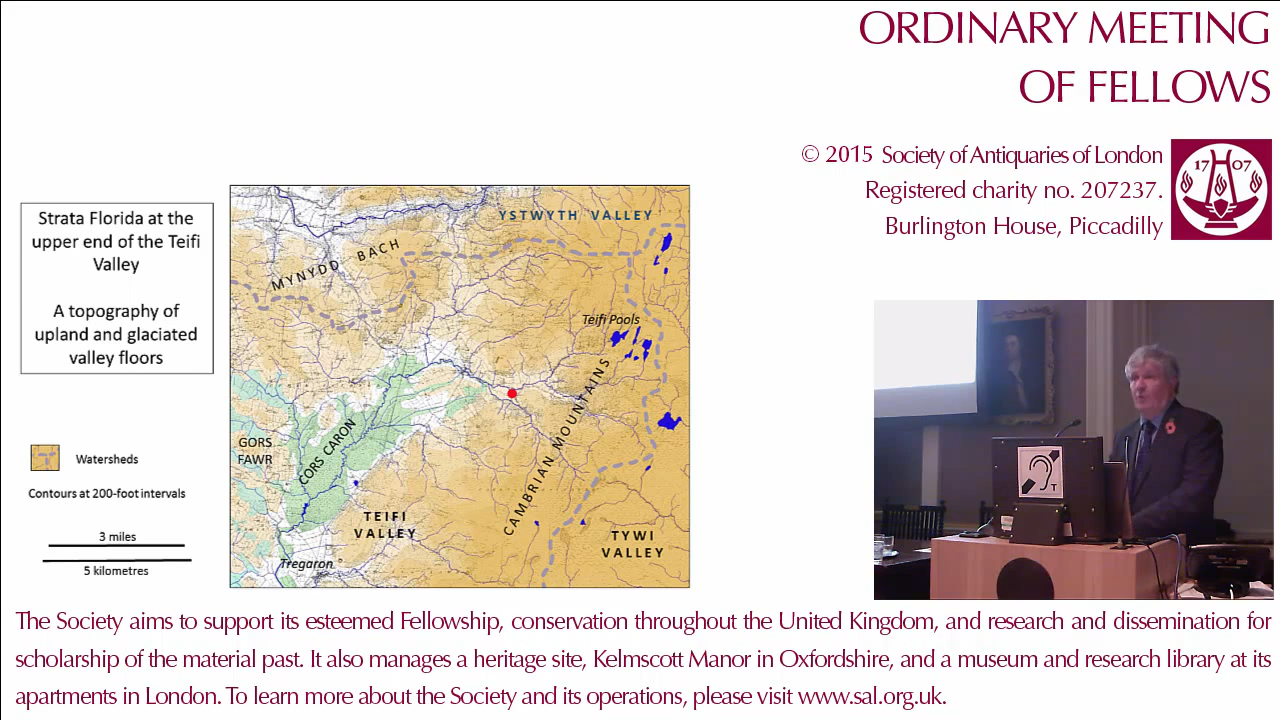 ORDINARY MEETING
OF FELLOWS
© 2015 Society of Antiquaries of London
Registered charity no. 207237.
Burlington House, Piccadilly
17 07
Strata Florida at the
upper end of the Teifi
Valley
A topography of
upland and glaciated
valley floors
Watersheds
Contours at 200-foot intervals
3 miles
5 kilometres
YSTWYTH VALLEY
MYNYDD BACH
Teifi Pools
CAMBRIAN MOUNTAINS
GORS
FAWR
CORS CARON
TEIFI
VALLEY
TYWI
VALLEY
Tregaron
T
The Society aims to support its esteemed Fellowship, conservation throughout the United Kingdom, and research and dissemination for
scholarship of the material past. It also manages a heritage site, Kelmscott Manor in Oxfordshire, and a museum and research library at its
apartments in London. To learn more about the Society and its operations, please visit www.sal.org.uk.